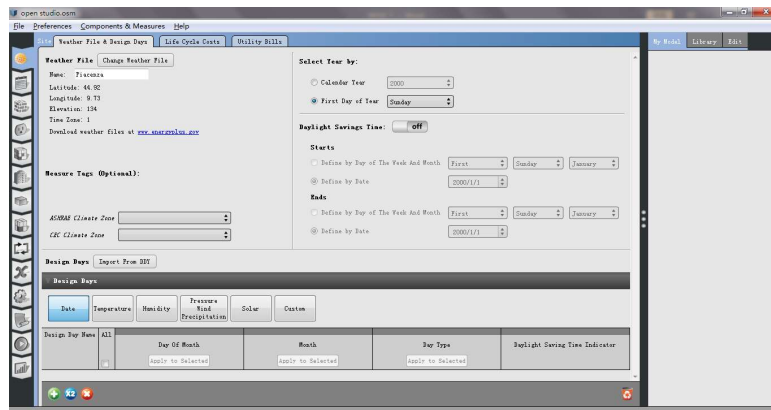 open studio.osm
File Preferences Components & Measures Help
Site Weather File & Design Days Life Cycle Costs Utility Bills
My Model Library Edit
Weather File Change Weather File
Name: Piacenza
Latitude: 44.92
Longitude: 9.73
Elevation: 134
Time Zone: 1
Download weather files at www.energyplus.gov
Measure Tags (Optional):
ASHRAE Climate Zone
CEC Climate Zone
Select Year by:
Calendar Year 2000
First Day of Year Sunday
Daylight Savings Time: off
Starts
Define by Day of The Week And Month First Sunday January
Define by Date 2000/1/1
Ends
Define by Day of The Week And Month First Sunday January
Define by Date 2000/1/1
Design Days Import From DDY
Design Days
Date Temperature Humidity Pressure Wind Precipitation Solar Custom
Design Day Name All
Day Of Month Month Day Type Daylight Saving Time Indicator
Apply to Selected Apply to Selected Apply to Selected
X2